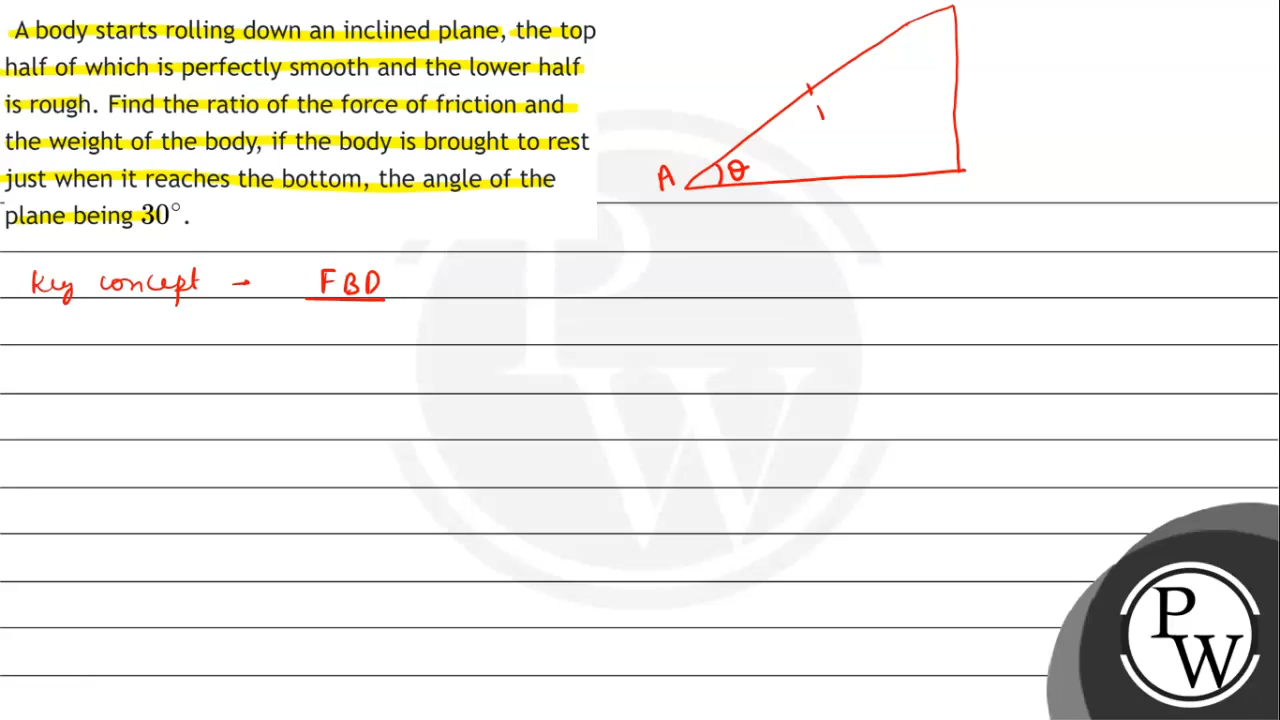 A body starts rolling down an inclined plane, the top
half of which is perfectly smooth and the lower half
is rough. Find the ratio of the force of friction and
the weight of the body, if the body is brought to rest
just when it reaches the bottom, the angle of the
plane being 30°.
A θ
Key concept - FBD
P
W
P
W